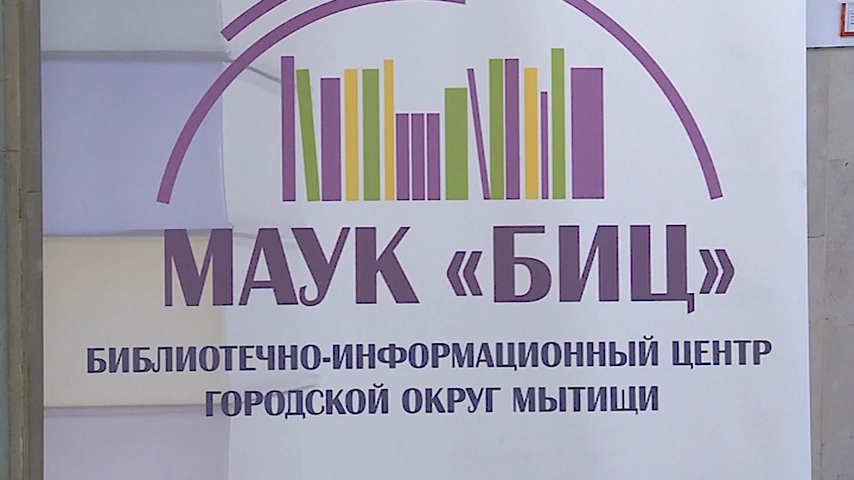 МАУК «БИЦ»
БИБЛИОТЕЧНО-ИНФОРМАЦИОННЫЙ ЦЕНТР
ГОРОДСКОЙ ОКРУГ МЫТИЩИ